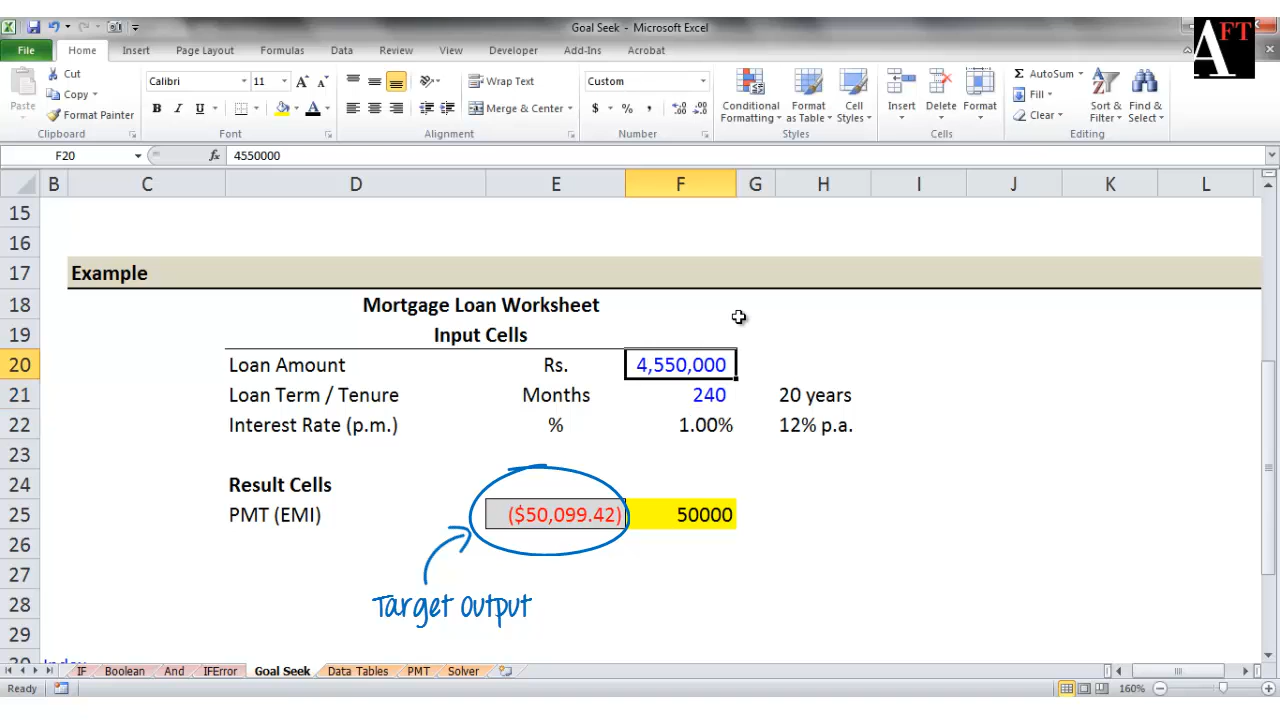 Goal Seek - Microsoft Excel
AFT
File Home Insert Page Layout Formulas Data Review View Developer Add-Ins Acrobat
Paste
Cut
Copy
Format Painter
Clipboard
Calibri 11
B I U A
Font
Wrap Text
Merge & Center
Alignment
Custom
$ % ,
Number
Conditional Formatting
Format as Table
Cell Styles
Styles
Insert Delete Format
Cells
Σ AutoSum
Fill
Clear
Sort & Filter
Find & Select
Editing
F20 fx 4550000
B C D E F G H I J K L
15
16
17 Example
18 Mortgage Loan Worksheet
19 Input Cells
20 Loan Amount Rs. 4,550,000
21 Loan Term / Tenure Months 240 20 years
22 Interest Rate (p.m.) % 1.00% 12% p.a.
23
24 Result Cells
25 PMT (EMI) ($50,099.42) 50000
26
27
28 Target output
29
30 Index
IF Boolean And IFError Goal Seek Data Tables PMT Solver
Ready 160%